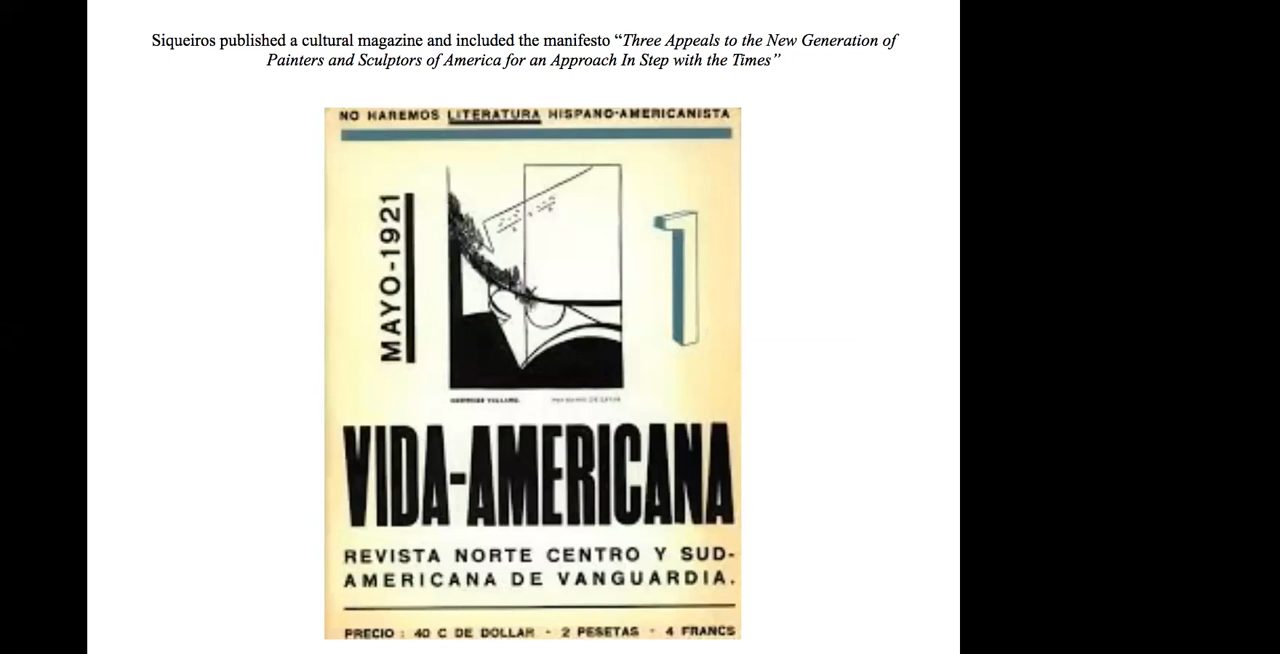 Siqueiros published a cultural magazine and included the manifesto “Three Appeals to the New Generation of
Painters and Sculptors of America for an Approach In Step with the Times”
NO HAREMOS LITERATURA HISPANO-AMERICANISTA
MAYO-1921
1
VIDA-AMERICANA
REVISTA NORTE CENTRO Y SUD-
AMERICANA DE VANGUARDIA.
PRECIO : 40 C DE DOLLAR - 2 PESETAS - 4 FRANCS